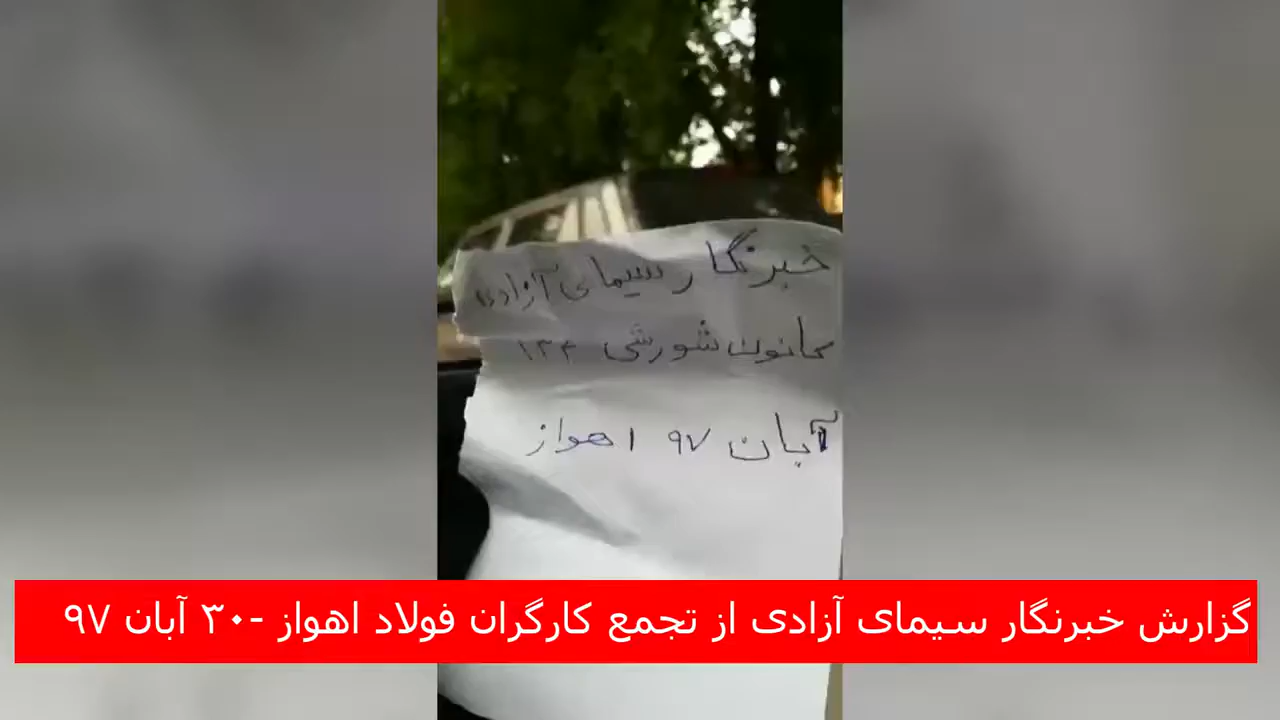 خبرنگار سیمای آزادی
کانون شورشی ۱۳۴
آبان ۹۷ اهواز
گزارش خبرنگار سیمای آزادی از تجمع کارگران فولاد اهواز -۳۰ آبان ۹۷